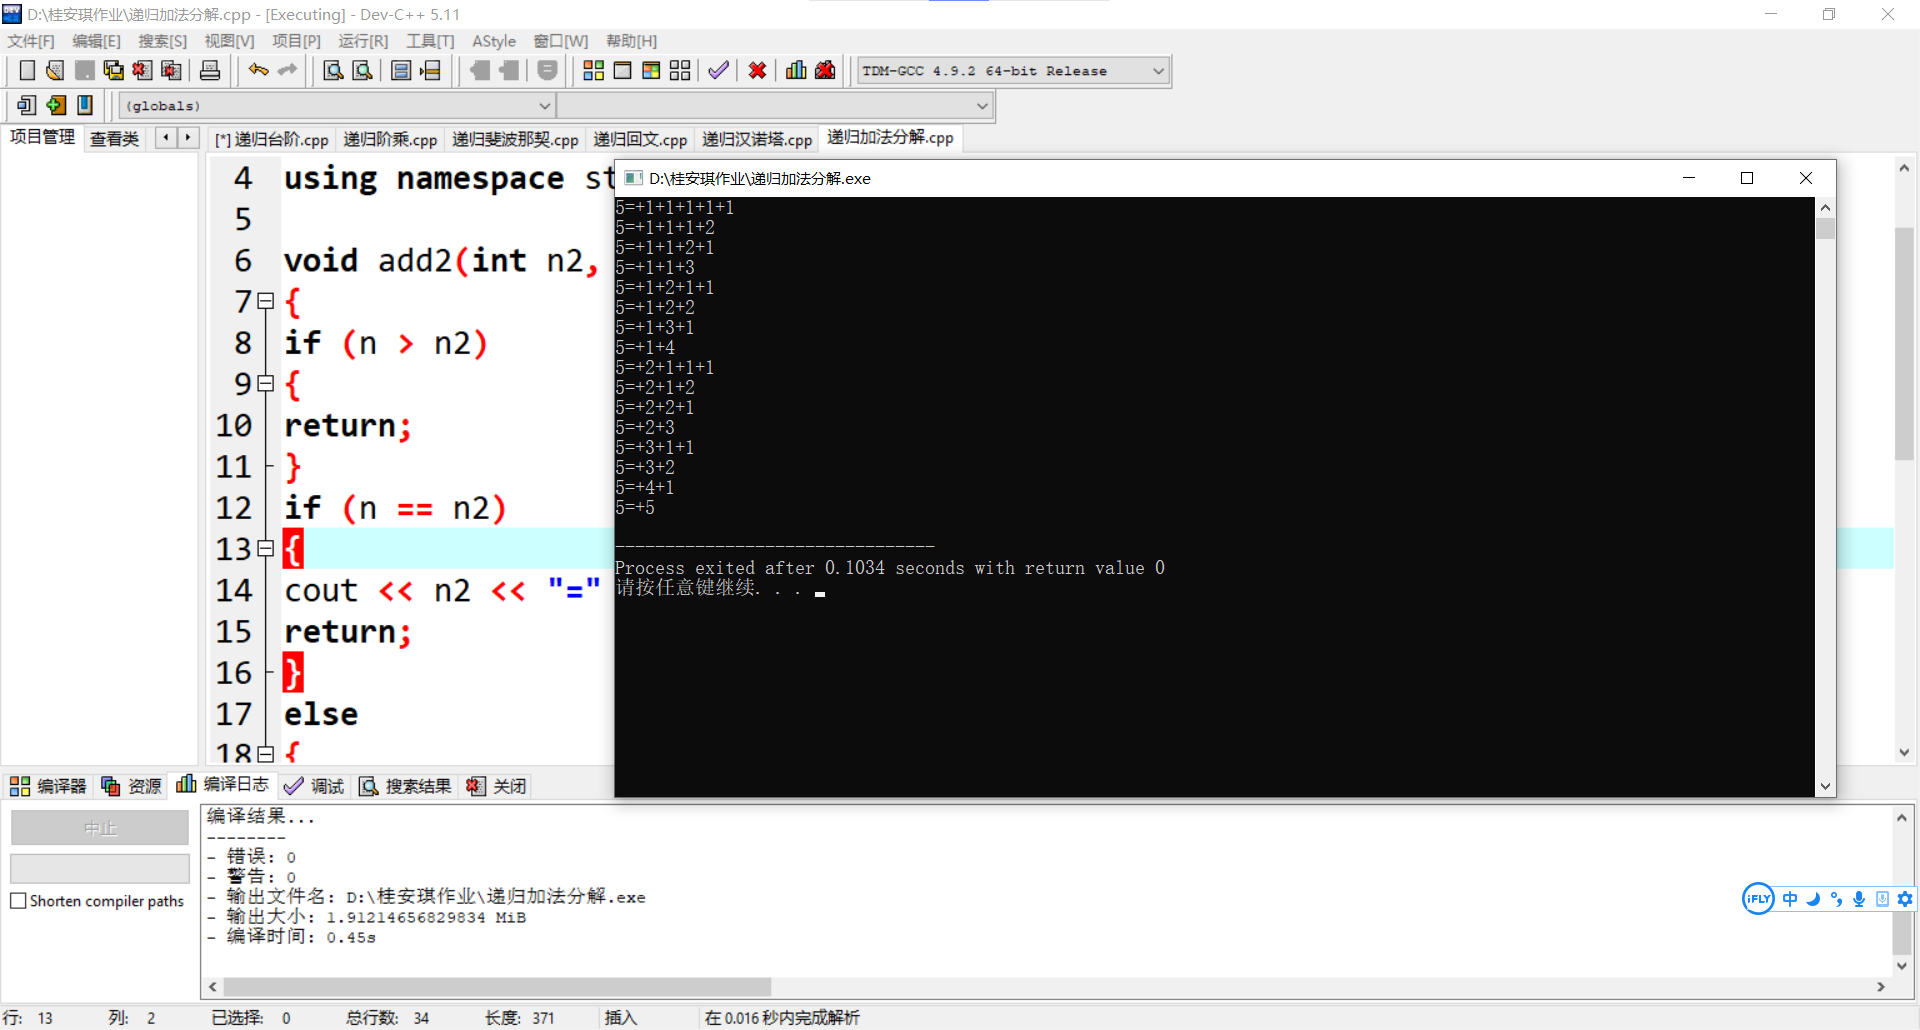 D:\桂安琪作业\递归加法分解.cpp - [Executing] - Dev-C++ 5.11
文件[F] 编辑[E] 搜索[S] 视图[V] 项目[P] 运行[R] 工具[T] AStyle 窗口[W] 帮助[H]
TDM-GCC 4.9.2 64-bit Release
(globals)
项目管理 查看类 [*] 递归台阶.cpp 递归阶乘.cpp 递归斐波那契.cpp 递归回文.cpp 递归汉诺塔.cpp 递归加法分解.cpp
4 using namespace st
5
6 void add2(int n2,
7 {
8 if (n > n2)
9 {
10 return;
11 }
12 if (n == n2)
13 {
14 cout << n2 << "="
15 return;
16 }
17 else
18 {
D:\桂安琪作业\递归加法分解.exe
5=+1+1+1+1+1
5=+1+1+1+2
5=+1+1+2+1
5=+1+1+3
5=+1+2+1+1
5=+1+2+2
5=+1+3+1
5=+1+4
5=+2+1+1+1
5=+2+1+2
5=+2+2+1
5=+2+3
5=+3+1+1
5=+3+2
5=+4+1
5=+5
--------------------------------
Process exited after 0.1034 seconds with return value 0
请按任意键继续. . .
编译器 资源 编译日志 调试 搜索结果 关闭
中止
Shorten compiler paths
编译结果...
--------
- 错误: 0
- 警告: 0
- 输出文件名: D:\桂安琪作业\递归加法分解.exe
- 输出大小: 1.91214656829834 MiB
- 编译时间: 0.45s
iFLY 中
行: 13 列: 2 已选择: 0 总行数: 34 长度: 371 插入 在 0.016 秒内完成解析